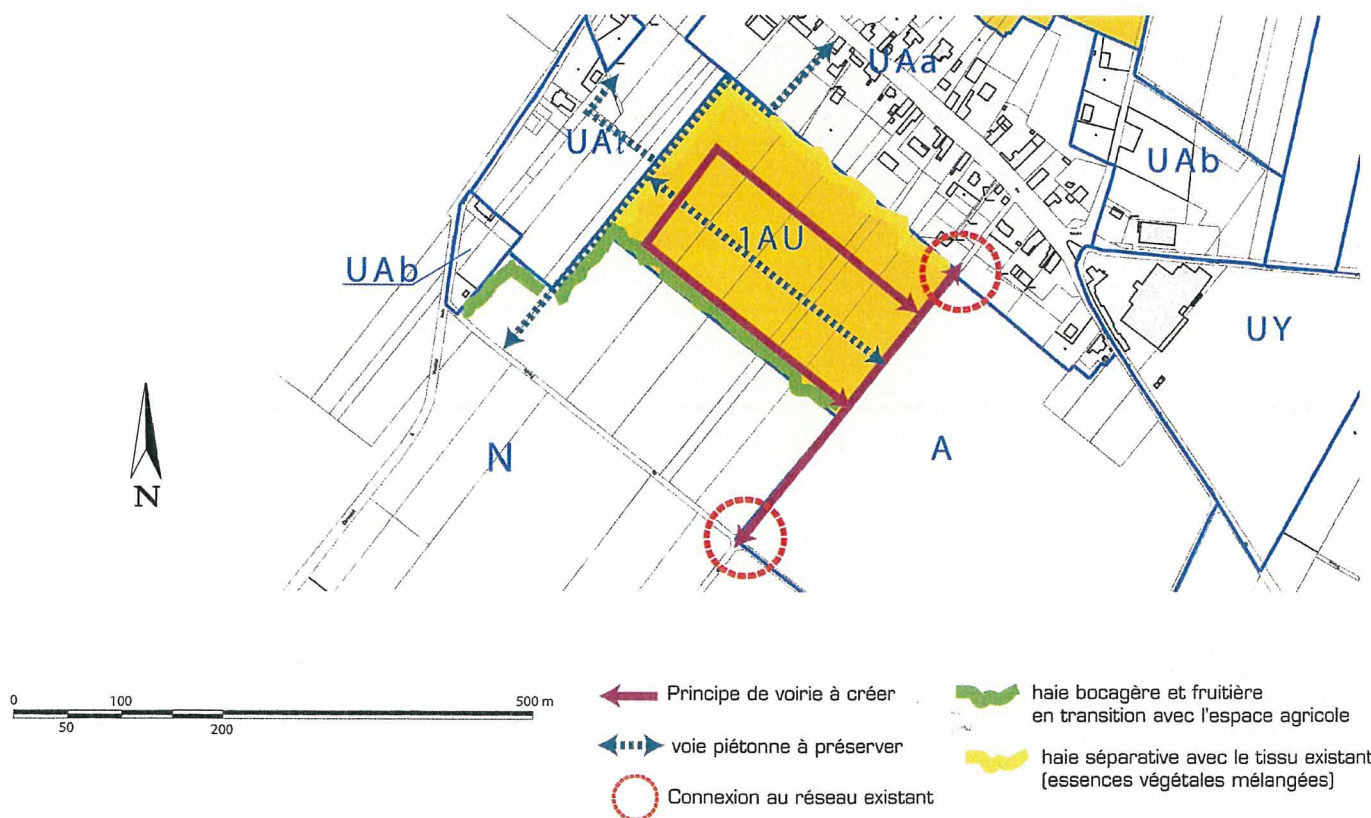 UAa
UAf
UAb
1AU
UAb
UY
N
A
N
0 100 500 m
50 200
Principe de voirie à créer
voie piétonne à préserver
Connexion au réseau existant
haie bocagère et fruitière
en transition avec l'espace agricole
haie séparative avec le tissu existant
(essences végétales mélangées)